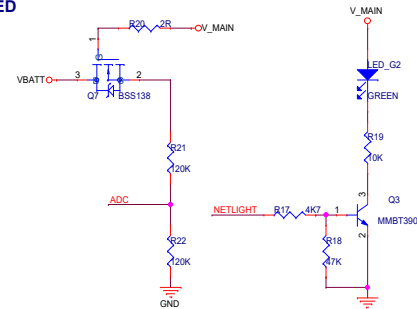 ED
R20 2R
V_MAIN
1
VBATT
3
2
Q7
BSS138
R21
120K
ADC
R22
120K
GND
V_MAIN
LED_G2
GREEN
R19
10K
3
Q3
NETLIGHT
R17 4K7
1
MMBT390
2
R18
47K